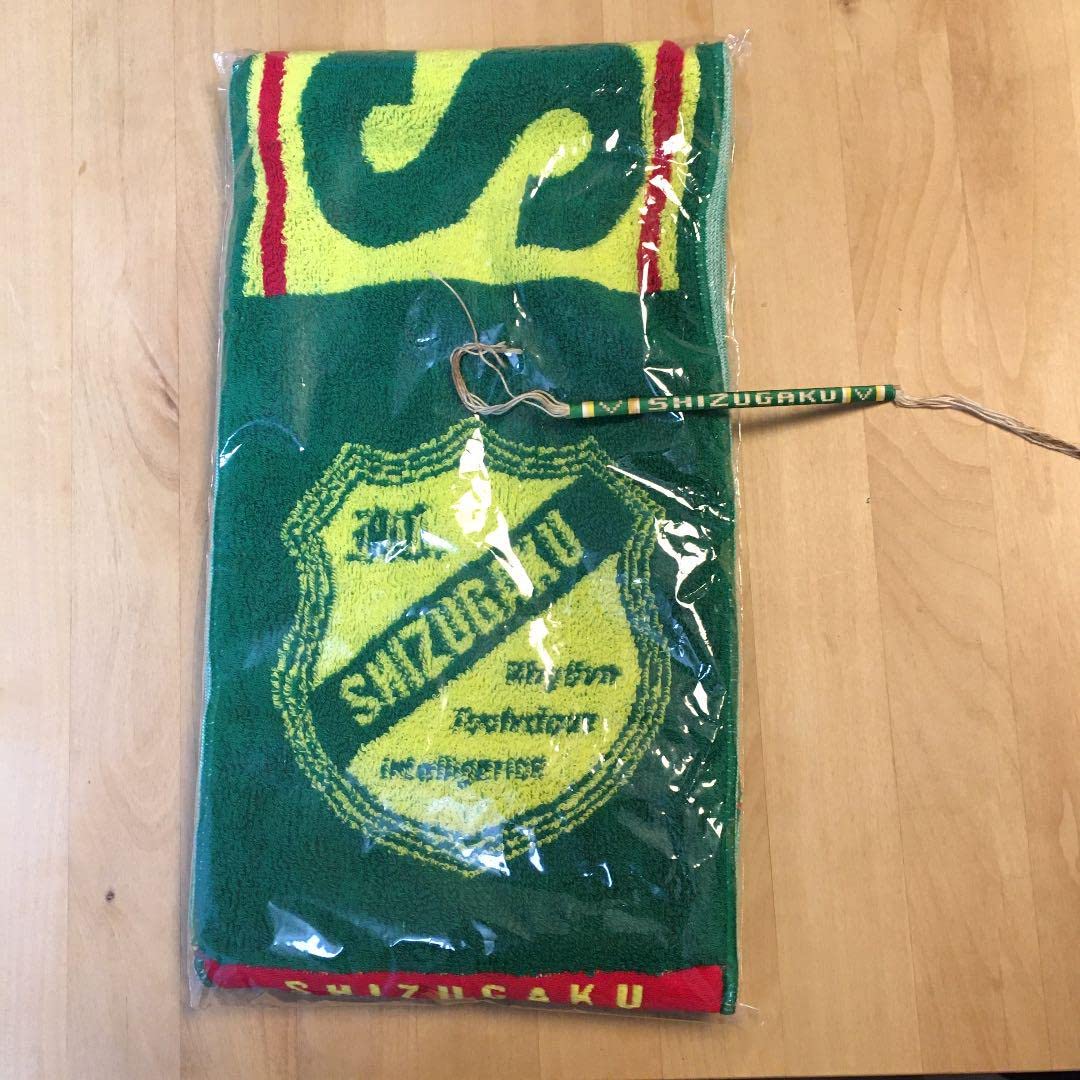 S
SHIZUGAKU
SHIZUGAKU
Rhythm
Technique
intelligence
SHIZUGAKU